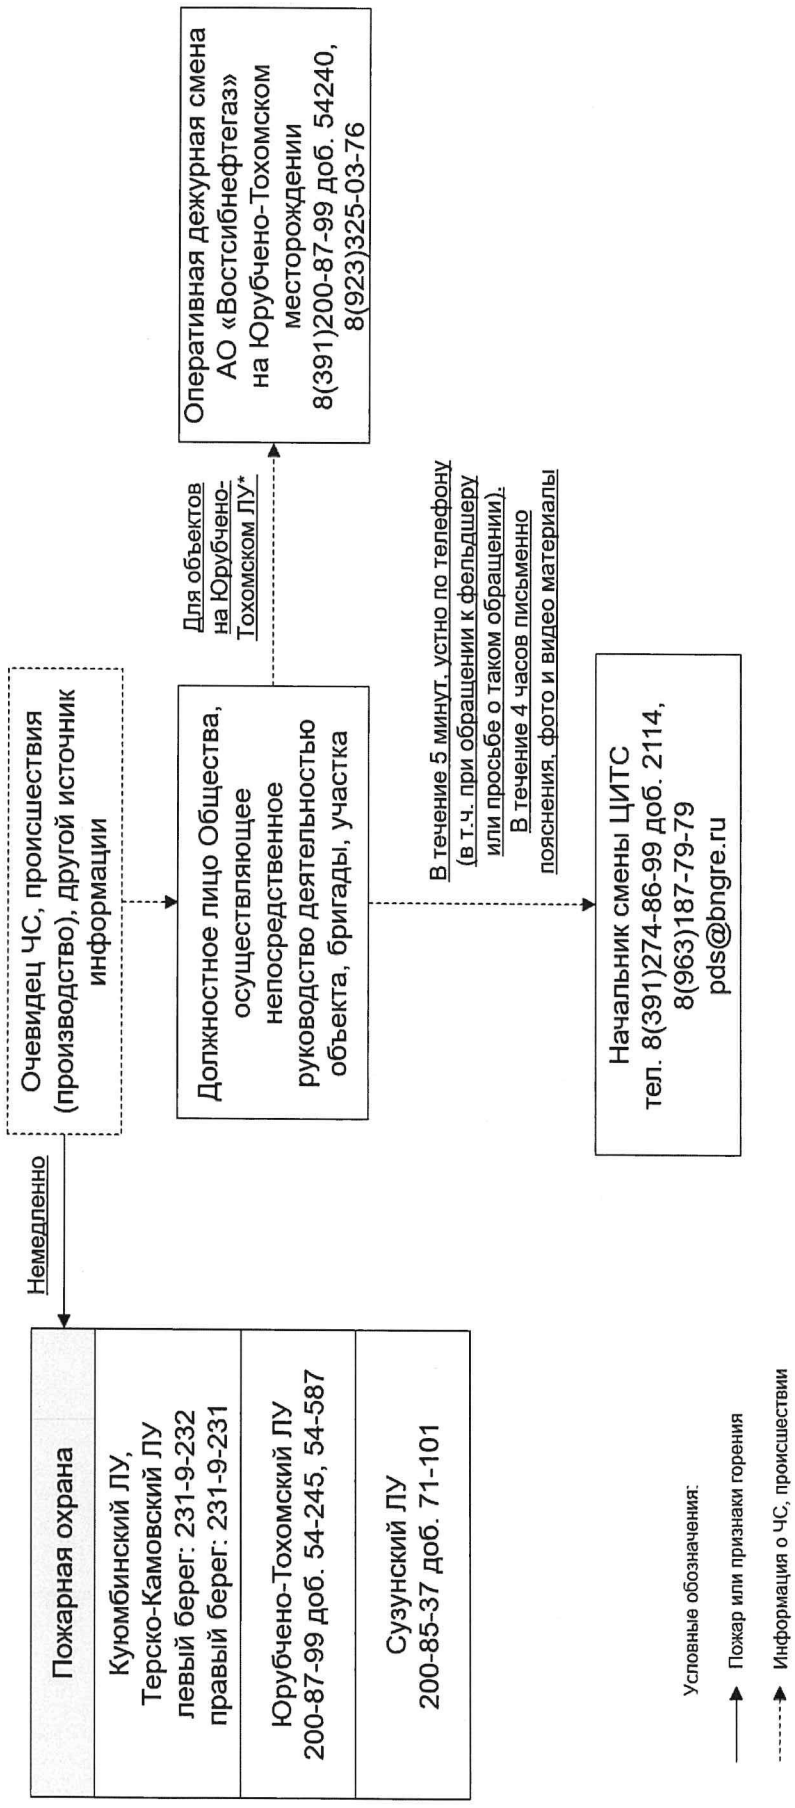 Пожарная охрана
Куюмбинский ЛУ,
Терско-Камовский ЛУ
левый берег: 231-9-232
правый берег: 231-9-231
Юрубчено-Тохомский ЛУ
200-87-99 доб. 54-245, 54-587
Сузунский ЛУ
200-85-37 доб. 71-101
Немедленно
Очевидец ЧС, происшествия
(производство), другой источник
информации
Должностное лицо Общества,
осуществляющее
непосредственное
руководство деятельностью
объекта, бригады, участка
Для объектов
на Юрубчено-
Тохомском ЛУ*
Оперативная дежурная смена
АО «Востсибнефтегаз»
на Юрубчено-Тохомском
месторождении
8(391)200-87-99 доб. 54240,
8(923)325-03-76
В течение 5 минут, устно по телефону
(в т.ч. при обращении к фельдшеру
или просьбе о таком обращении).
В течение 4 часов письменно
пояснения, фото и видео материалы
Начальник смены ЦИТС
тел. 8(391)274-86-99 доб. 2114,
8(963)187-79-79
pds@bngre.ru
Условные обозначения:
Пожар или признаки горения
Информация о ЧС, происшествии